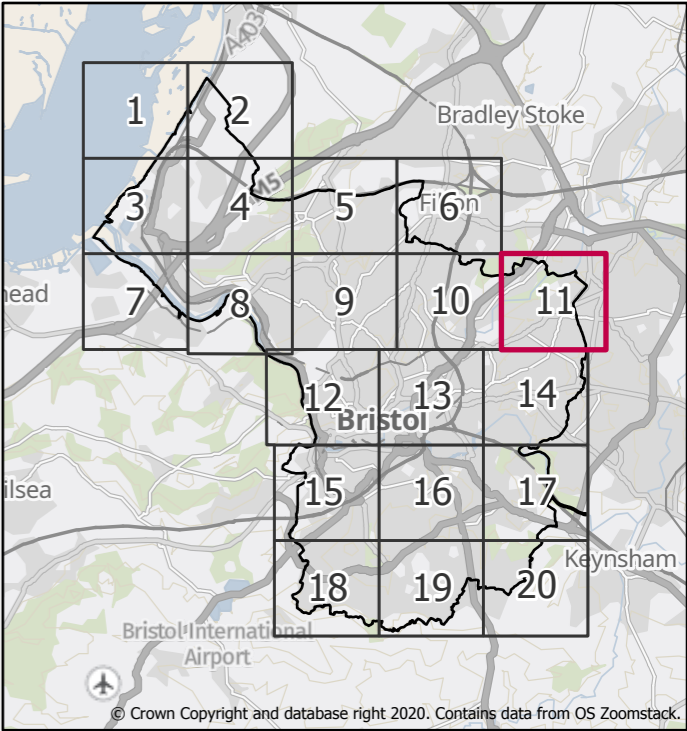 A403
1
2
Bradley Stoke
M5
3
4
5
6
Filton
head
7
8
9
10
11
12
13
14
Bristol
ilsea
15
16
17
Keynsham
18
19
20
Bristol International
Airport
© Crown Copyright and database right 2020. Contains data from OS Zoomstack.